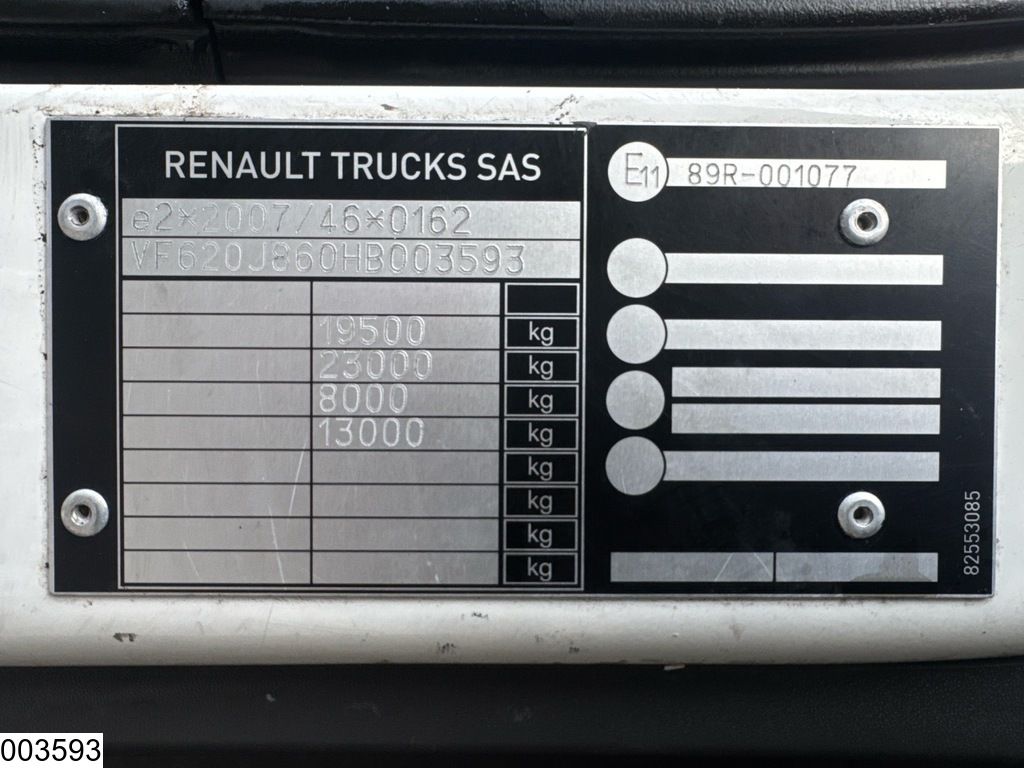 RENAULT TRUCKS SAS
e2*2007/46*0162
VF620J860HB003593
19500 kg
23000 kg
8000 kg
13000 kg
kg
kg
kg
kg
E11 89R-001077
82553085
003593